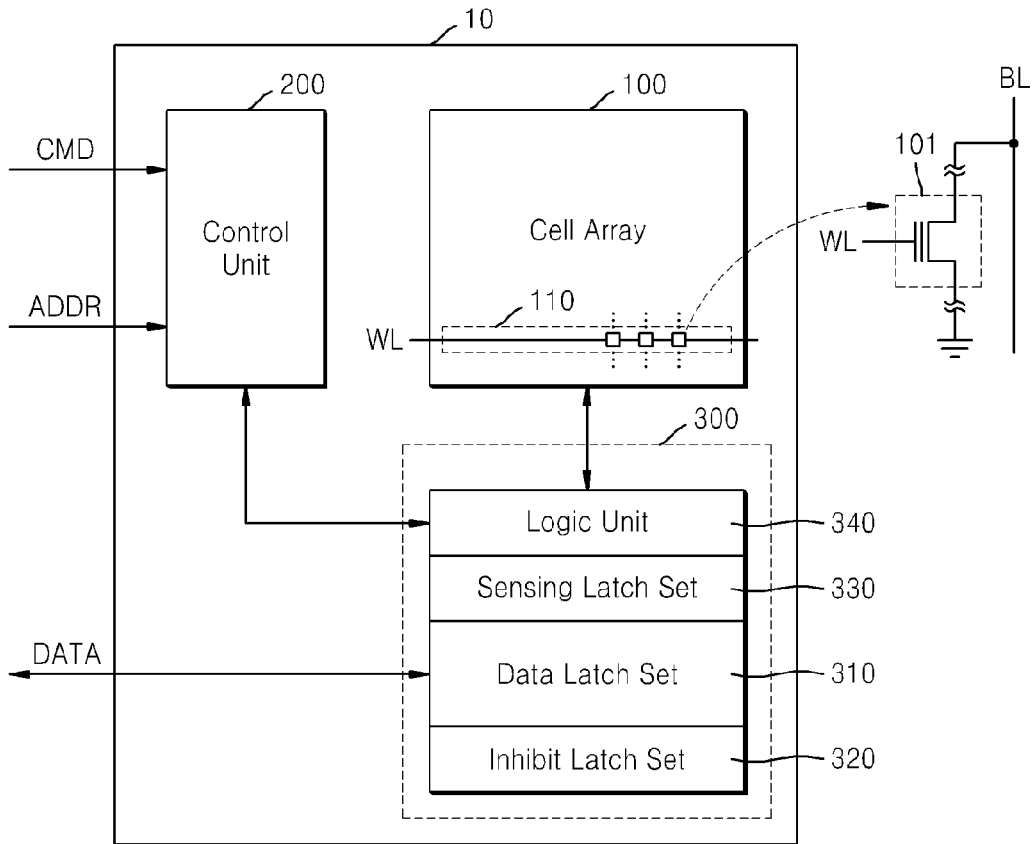 10
200
100
BL
CMD
101
Control
Unit
Cell Array
WL
ADDR
110
WL
300
Logic Unit
340
Sensing Latch Set
330
DATA
Data Latch Set
310
Inhibit Latch Set
320